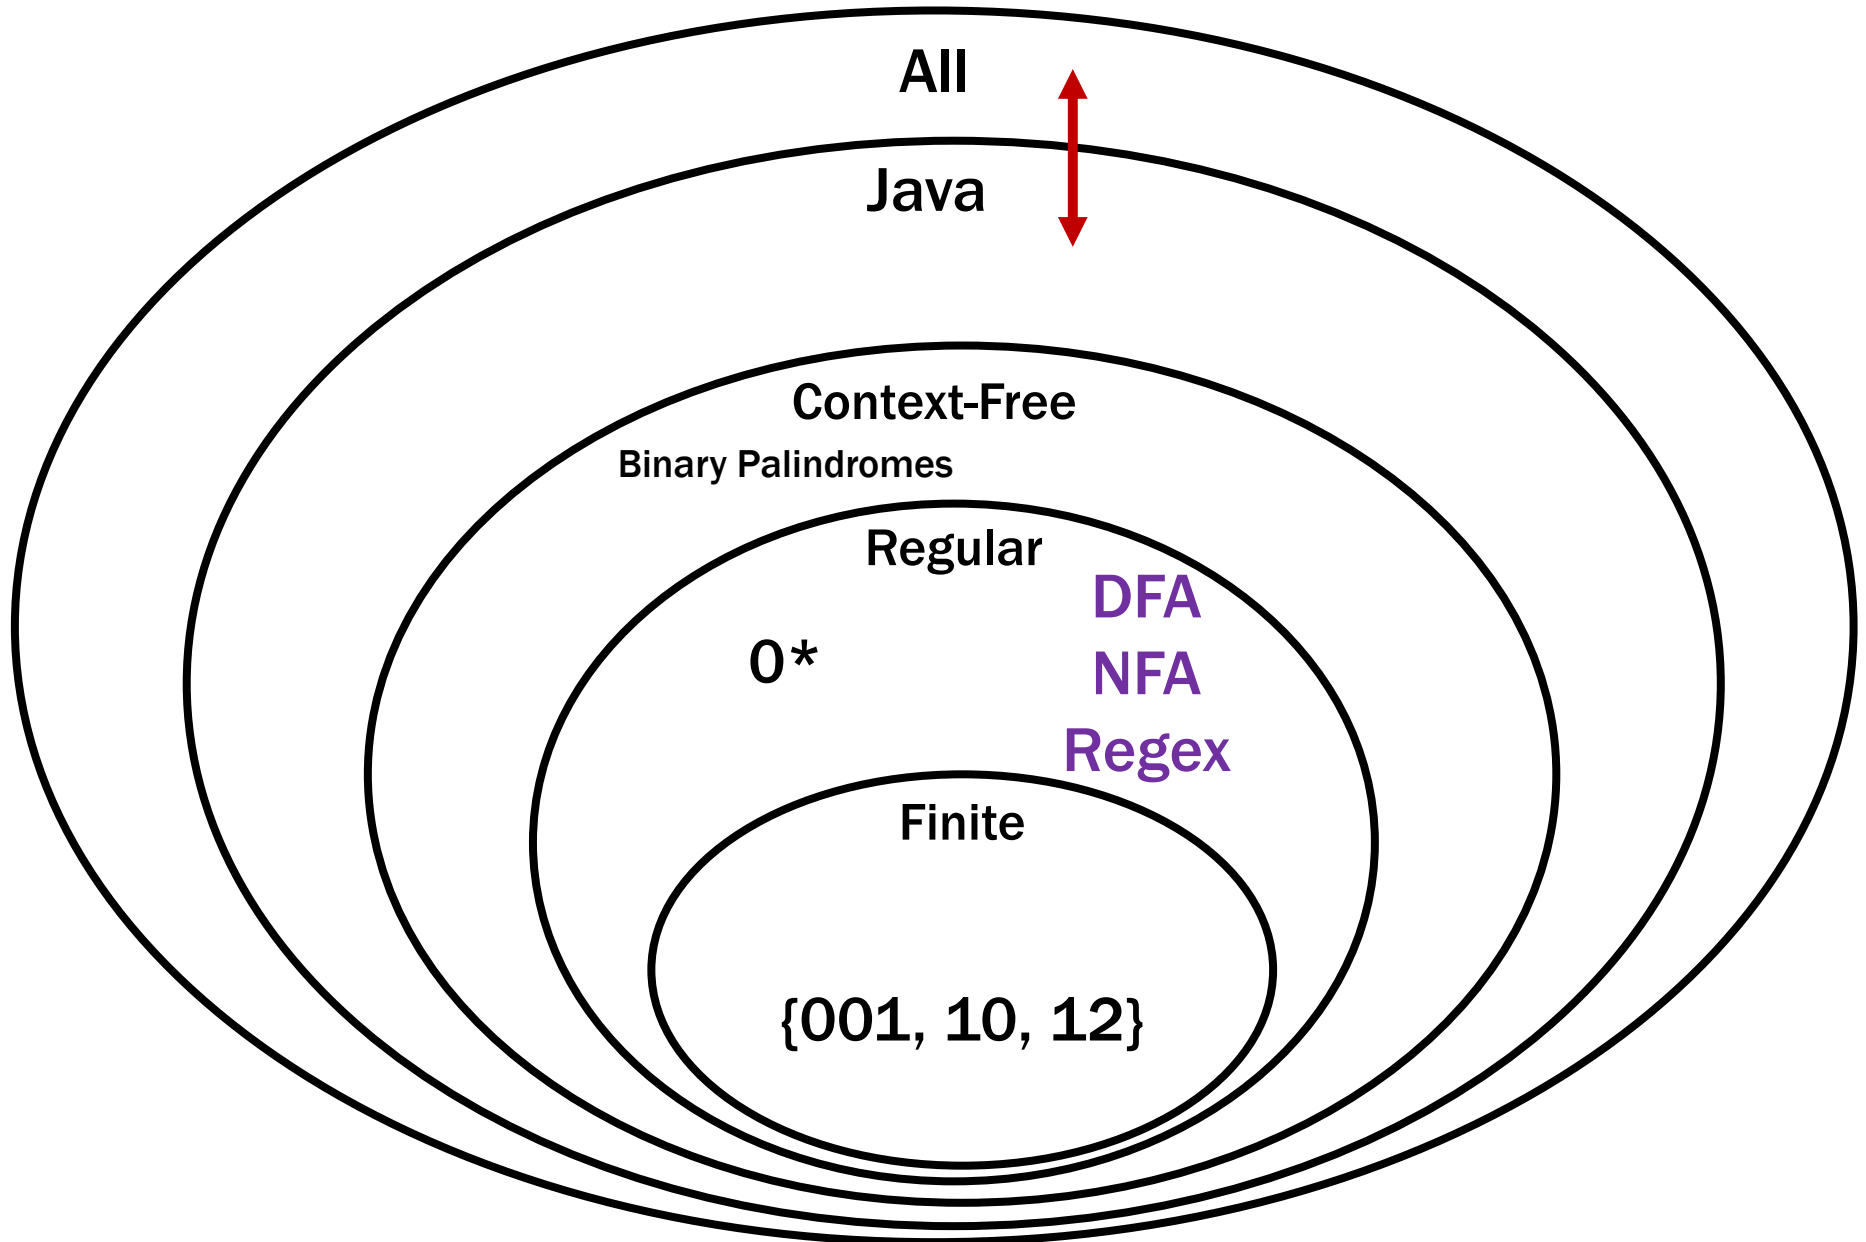 All
Java
Context-Free
Binary Palindromes
Regular
DFA
0*
NFA
Regex
Finite
{001, 10, 12}